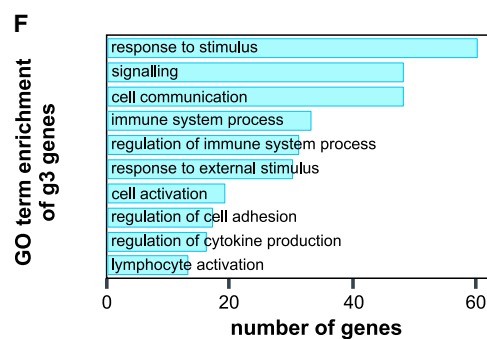 F
GO term enrichment
of g3 genes
response to stimulus
signalling
cell communication
immune system process
regulation of immune system process
response to external stimulus
cell activation
regulation of cell adhesion
regulation of cytokine production
lymphocyte activation
0 20 40 60
number of genes